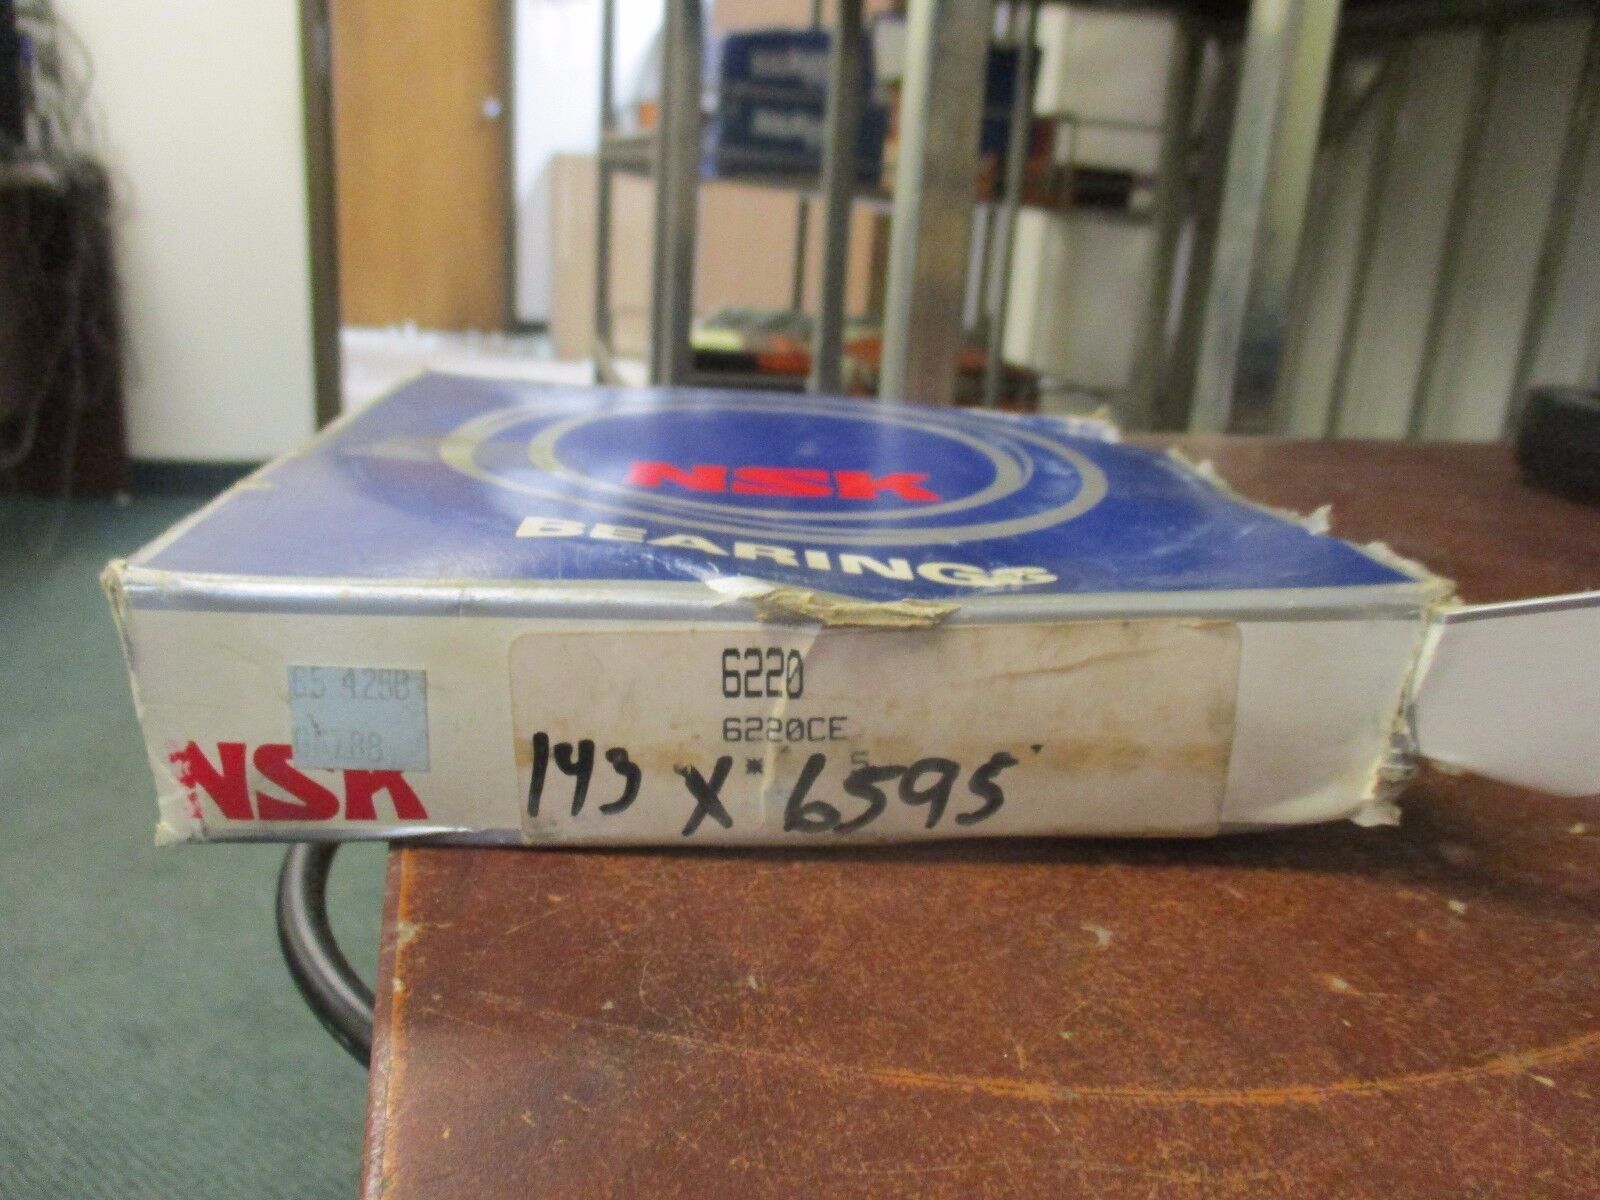 NSK
BEARINGS
6220
6220CE
143 X 6595
NSK